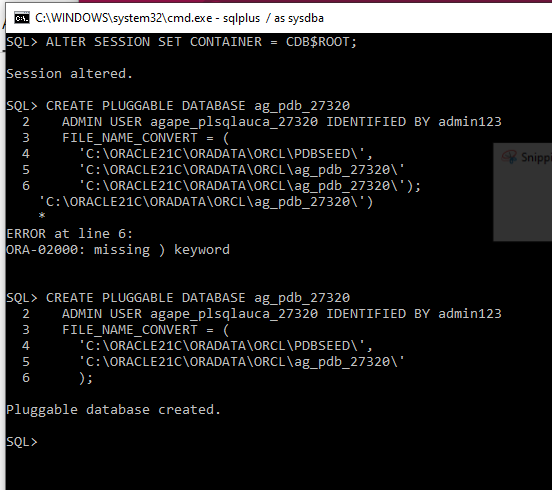 C:\WINDOWS\system32\cmd.exe - sqlplus / as sysdba
SQL> ALTER SESSION SET CONTAINER = CDB$ROOT;
Session altered.
SQL> CREATE PLUGGABLE DATABASE ag_pdb_27320
2 ADMIN USER agape_plsqlauca_27320 IDENTIFIED BY admin123
3 FILE_NAME_CONVERT = (
4 'C:\ORACLE21C\ORADATA\ORCL\PDBSEED\',
5 'C:\ORACLE21C\ORADATA\ORCL\ag_pdb_27320\'
6 'C:\ORACLE21C\ORADATA\ORCL\ag_pdb_27320\');
'C:\ORACLE21C\ORADATA\ORCL\ag_pdb_27320\')
*
ERROR at line 6:
ORA-02000: missing ) keyword
SQL> CREATE PLUGGABLE DATABASE ag_pdb_27320
2 ADMIN USER agape_plsqlauca_27320 IDENTIFIED BY admin123
3 FILE_NAME_CONVERT = (
4 'C:\ORACLE21C\ORADATA\ORCL\PDBSEED\',
5 'C:\ORACLE21C\ORADATA\ORCL\ag_pdb_27320\'
6 );
Pluggable database created.
SQL>
Snippi